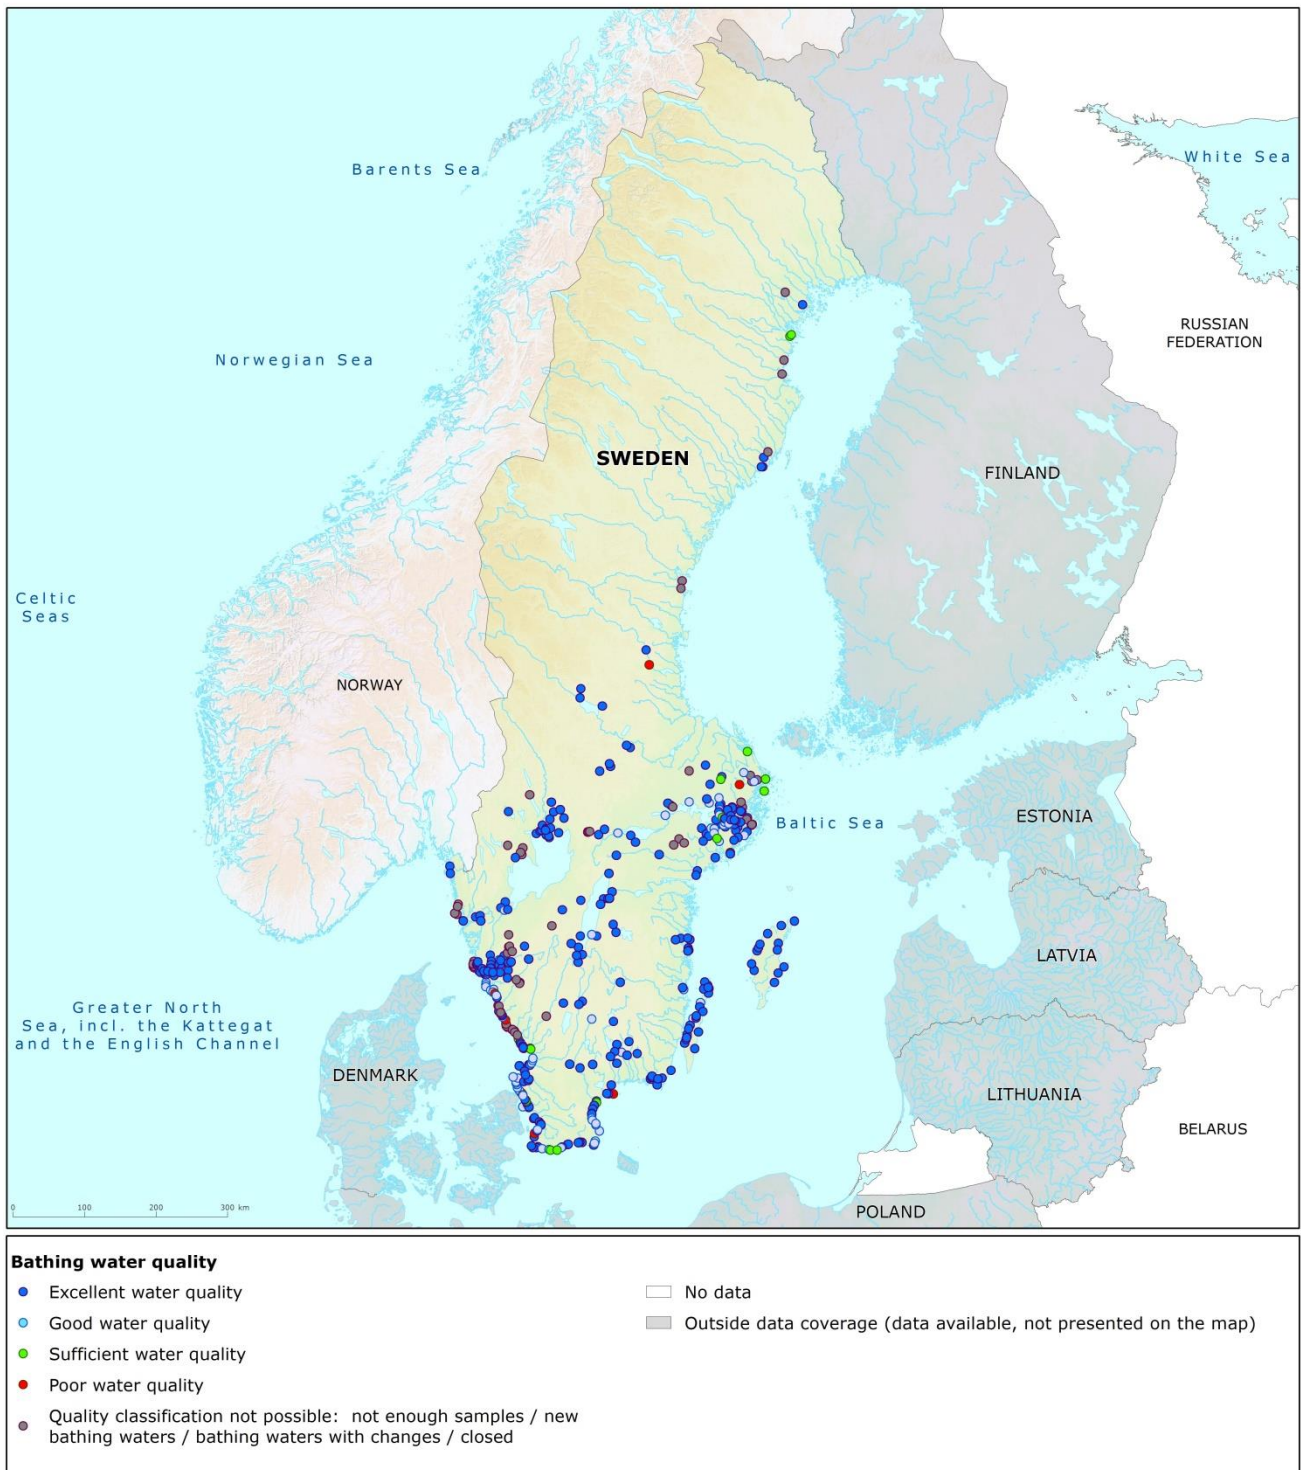 Barents Sea
White Sea
RUSSIAN
FEDERATION
Norwegian Sea
SWEDEN
FINLAND
Celtic
Seas
NORWAY
Baltic Sea
ESTONIA
LATVIA
Greater North
Sea, incl. the Kattegat
and the English Channel
DENMARK
LITHUANIA
BELARUS
POLAND
0 100 200 300 km
Bathing water quality
Excellent water quality
Good water quality
Sufficient water quality
Poor water quality
Quality classification not possible: not enough samples / new
bathing waters / bathing waters with changes / closed
No data
Outside data coverage (data available, not presented on the map)